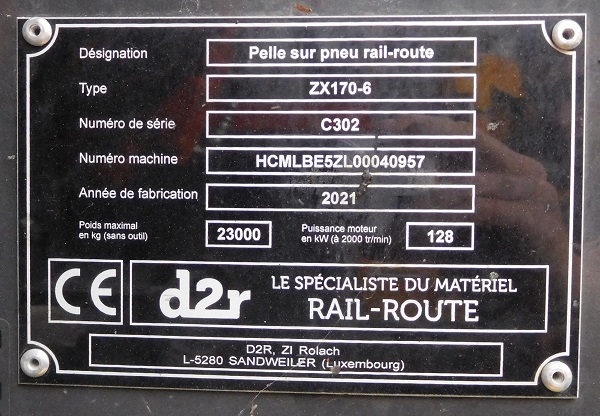 Désignation Pelle sur pneu rail-route
Type ZX170-6
Numéro de série C302
Numéro machine HCMLBE5ZL00040957
Année de fabrication 2021
Poids maximal
en kg (sans outil) 23000
Puissance moteur
en kW (à 2000 tr/min) 128
CE d2r LE SPÉCIALISTE DU MATÉRIEL
RAIL-ROUTE
D2R, ZI Rolach
L-5280 SANDWEILER (Luxembourg)